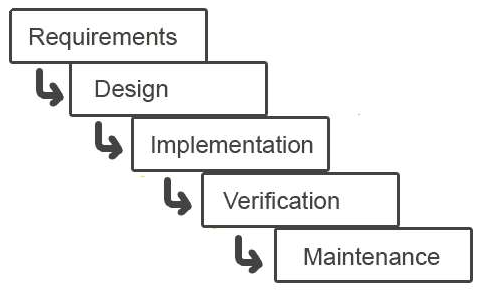 Requirements
Design
Implementation
Verification
Maintenance